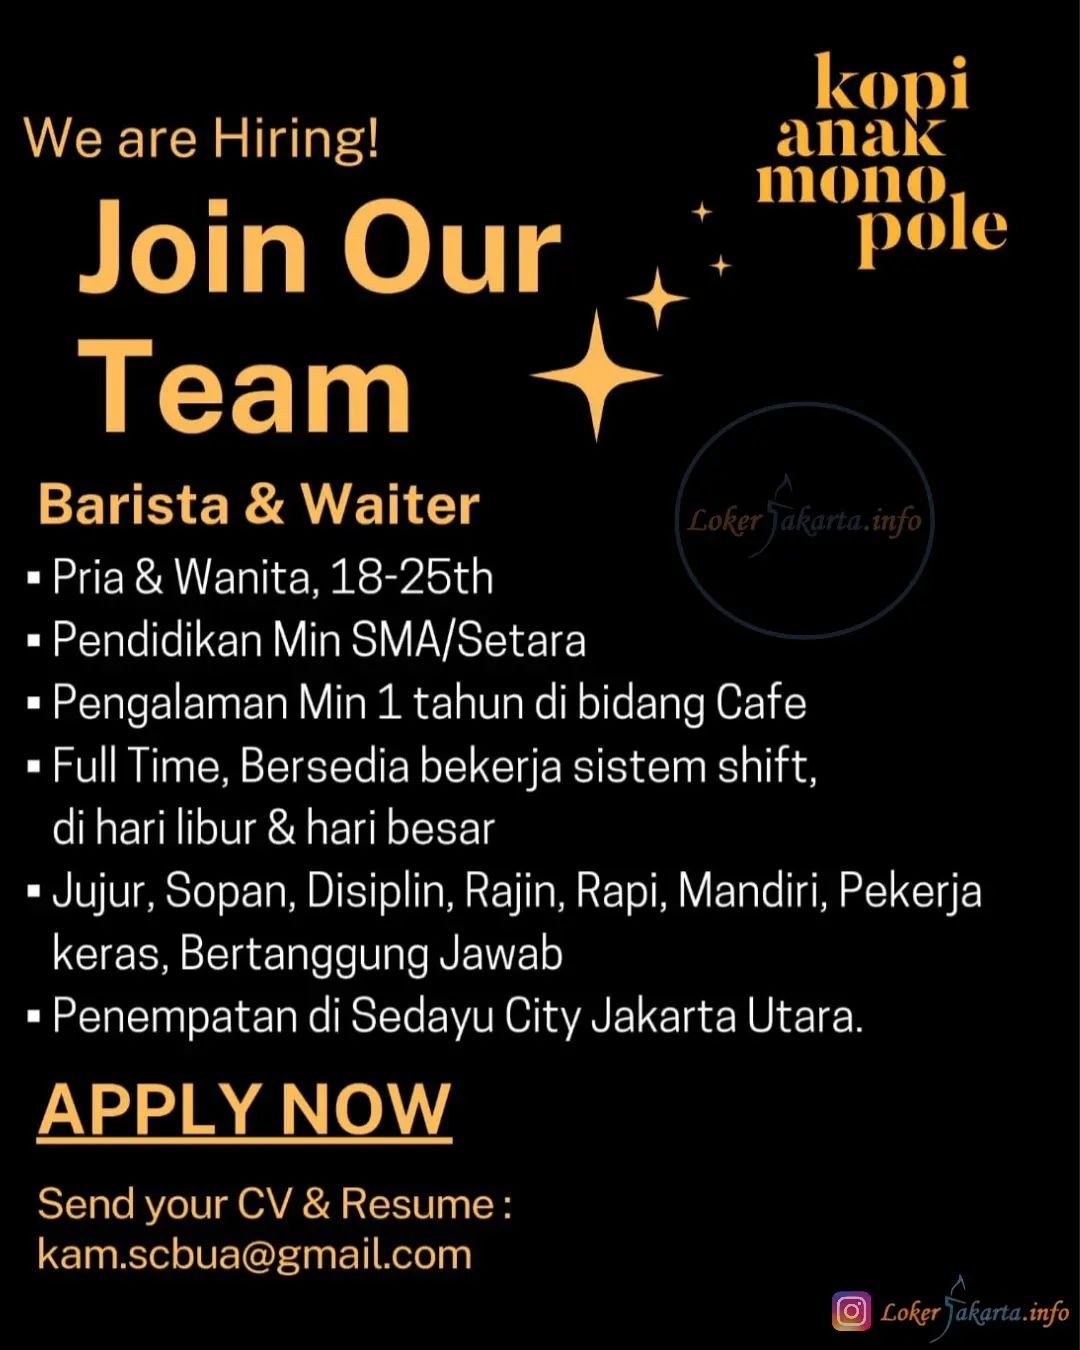 kopi
anak
mono
pole
We are Hiring!
Join Our
Team
Barista & Waiter
Loker Jakarta.info
▪ Pria & Wanita, 18-25th
▪ Pendidikan Min SMA/Setara
▪ Pengalaman Min 1 tahun di bidang Cafe
▪ Full Time, Bersedia bekerja sistem shift,
di hari libur & hari besar
▪ Jujur, Sopan, Disiplin, Rajin, Rapi, Mandiri, Pekerja
keras, Bertanggung Jawab
▪ Penempatan di Sedayu City Jakarta Utara.
APPLY NOW
Send your CV & Resume :
kam.scbua@gmail.com
Loker Jakarta.info